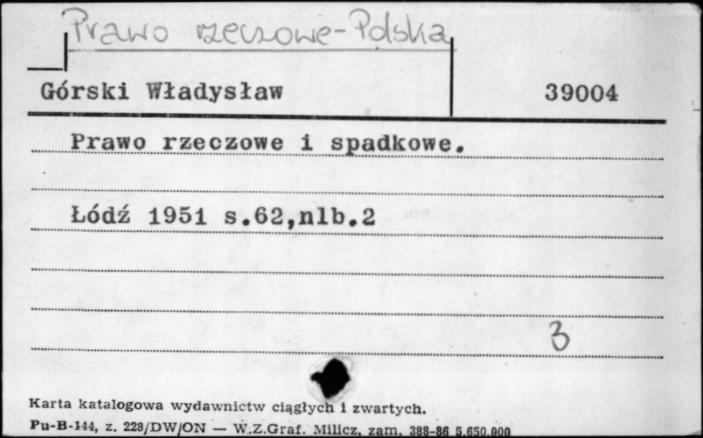 Prawo rzeczowe-Polska
Górski Władysław 39004
Prawo rzeczowe i spadkowe.
Łódź 1951 s.62,nlb.2
3
Karta katalogowa wydawnictw ciągłych i zwartych.
Pu-B-144, z. 228/DW/ON — W.Z.Graf. Milicz, zam. 388-86 5.650.000